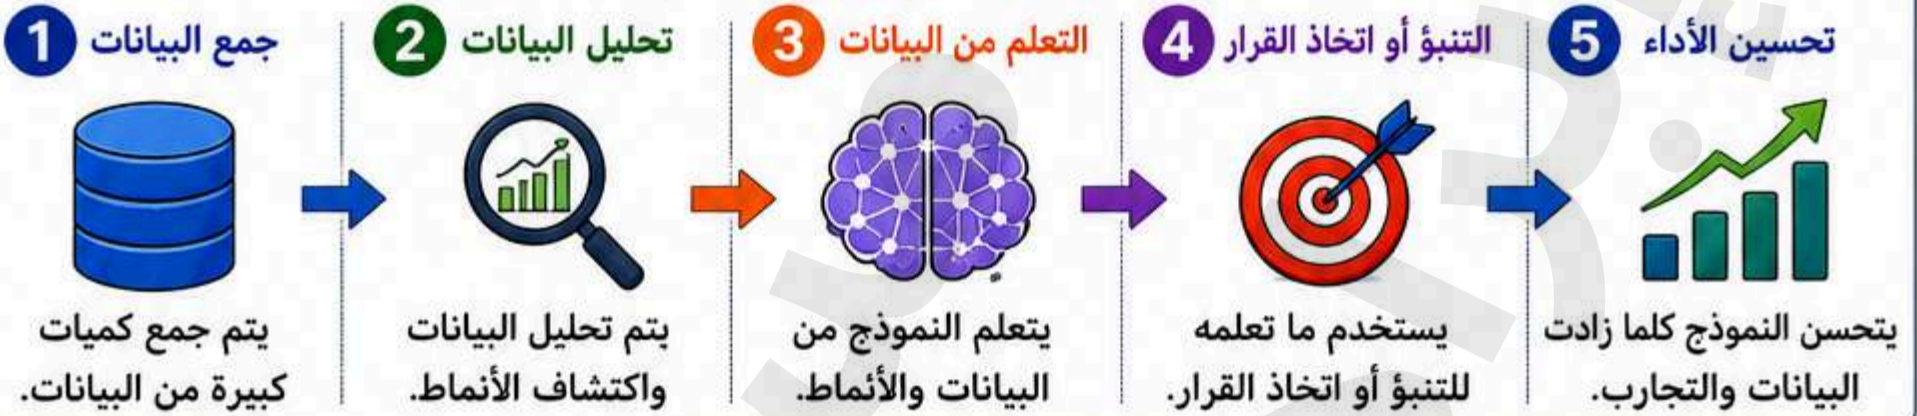 1 جمع البيانات
يتم جمع كميات
كبيرة من البيانات.
2 تحليل البيانات
يتم تحليل البيانات
واكتشاف الأنماط.
3 التعلم من البيانات
يتعلم النموذج من
البيانات والأنماط.
4 التنبؤ أو اتخاذ القرار
يستخدم ما تعلمه
للتنبؤ أو اتخاذ القرار.
5 تحسين الأداء
يتحسن النموذج كلما زادت
البيانات والتجارب.